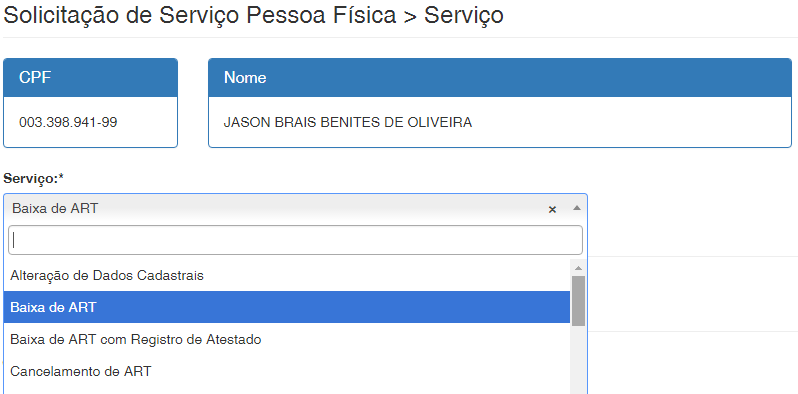 Solicitação de Serviço Pessoa Física > Serviço
CPF
Nome
003.398.941-99
JASON BRAIS BENITES DE OLIVEIRA
Serviço:*
Baixa de ART
Alteração de Dados Cadastrais
Baixa de ART
Baixa de ART com Registro de Atestado
Cancelamento de ART